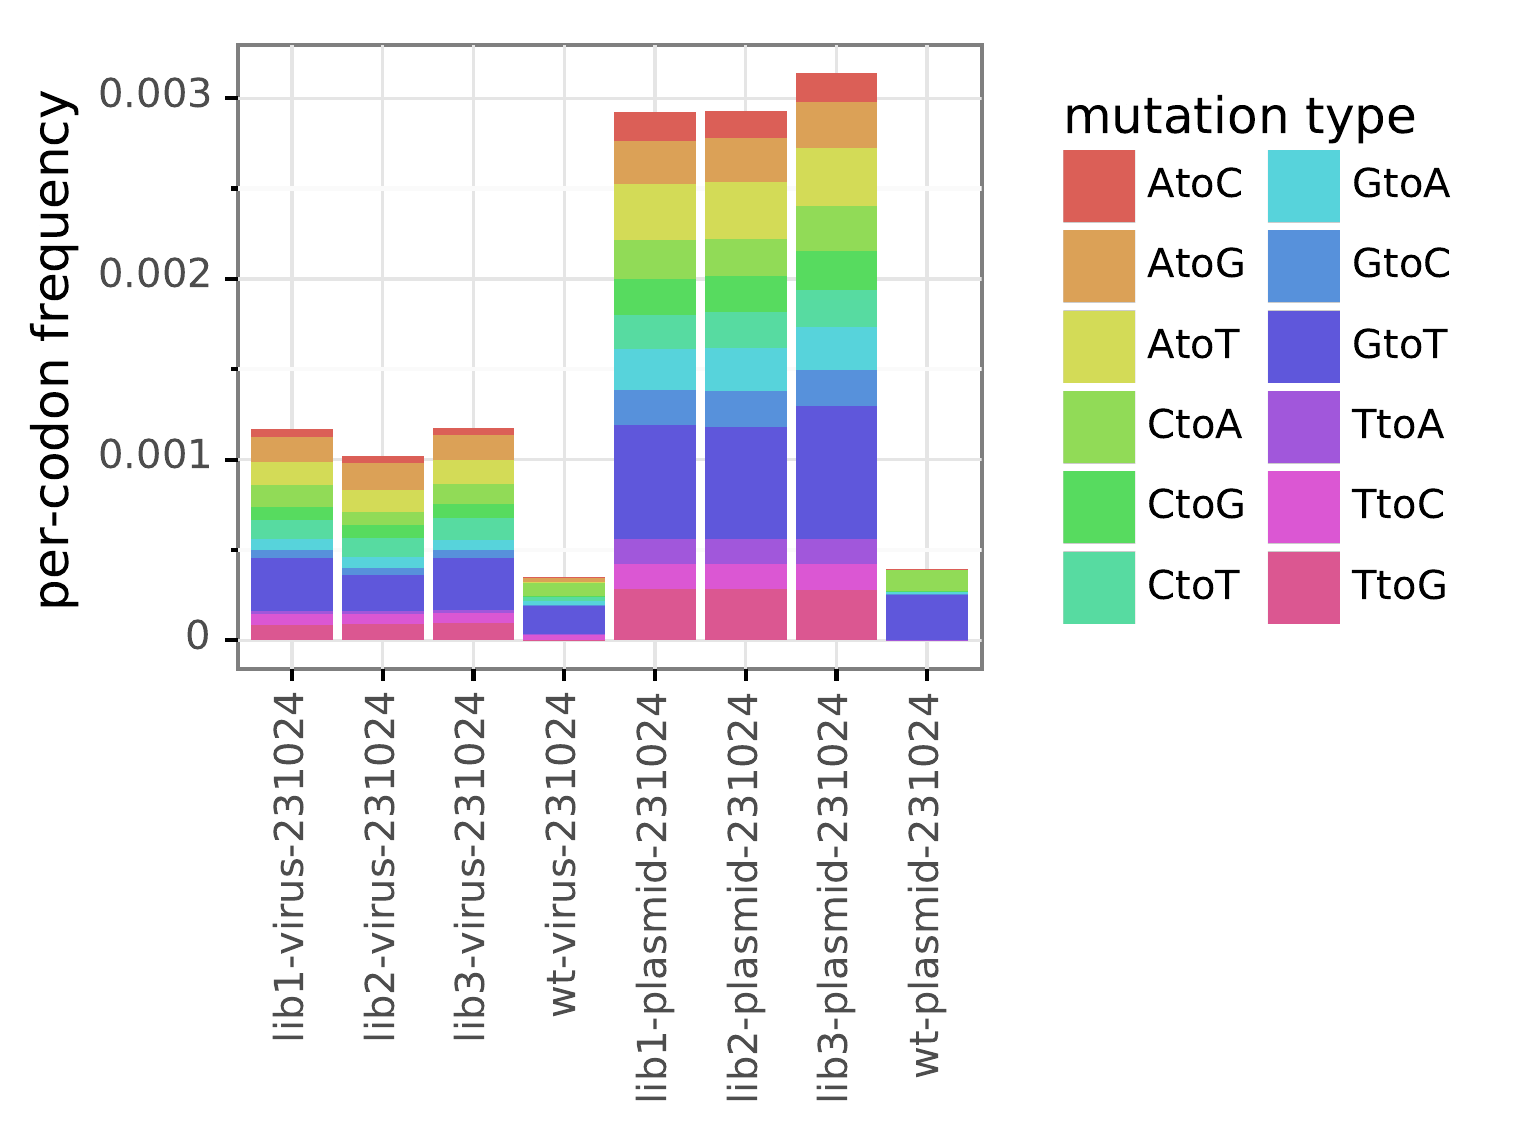 per-codon frequency
0.003
0.002
0.001
0
lib1-virus-231024
lib2-virus-231024
lib3-virus-231024
wt-virus-231024
lib1-plasmid-231024
lib2-plasmid-231024
lib3-plasmid-231024
wt-plasmid-231024
mutation type
AtoC
AtoG
AtoT
CtoA
CtoG
CtoT
GtoA
GtoC
GtoT
TtoA
TtoC
TtoG